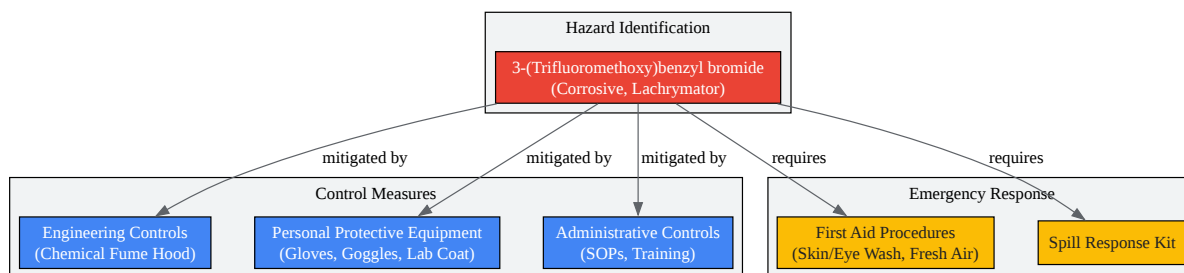 Hazard Identification
3-(Trifluoromethoxy)benzyl bromide
(Corrosive, Lachrymator)
mitigated by
mitigated by
mitigated by
requires
requires
Control Measures
Emergency Response
Engineering Controls
(Chemical Fume Hood)
Personal Protective Equipment
(Gloves, Goggles, Lab Coat)
Administrative Controls
(SOPs, Training)
First Aid Procedures
(Skin/Eye Wash, Fresh Air)
Spill Response Kit